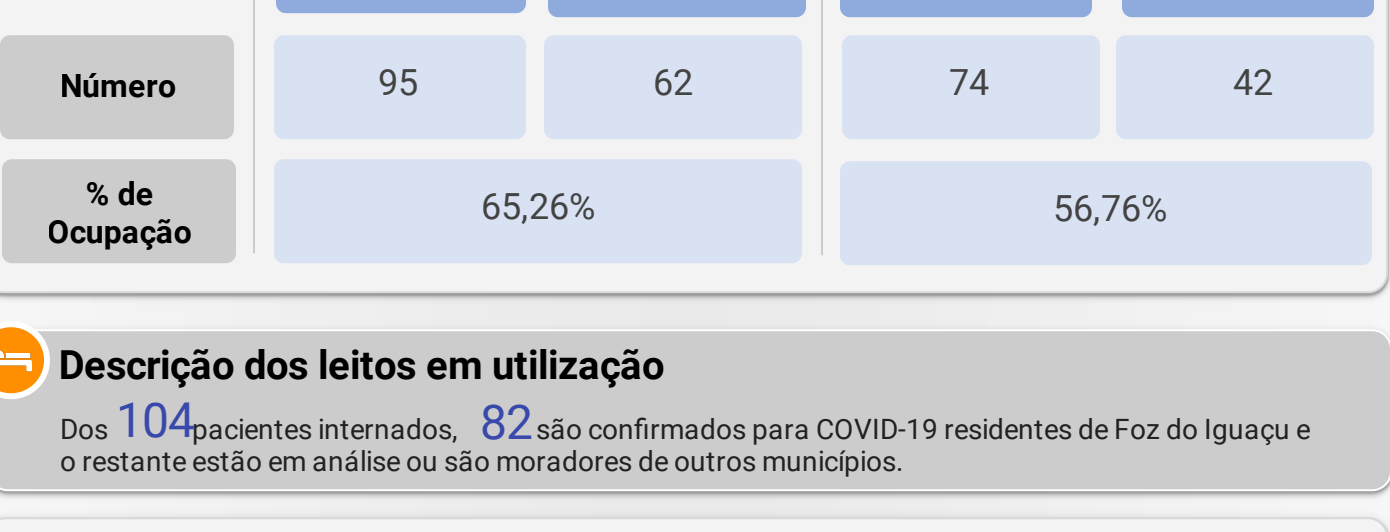 Número 95 62 74 42
% de
Ocupação 65,26% 56,76%
Descrição dos leitos em utilização
Dos 104 pacientes internados, 82 são confirmados para COVID-19 residentes de Foz do Iguaçu e
o restante estão em análise ou são moradores de outros municípios.